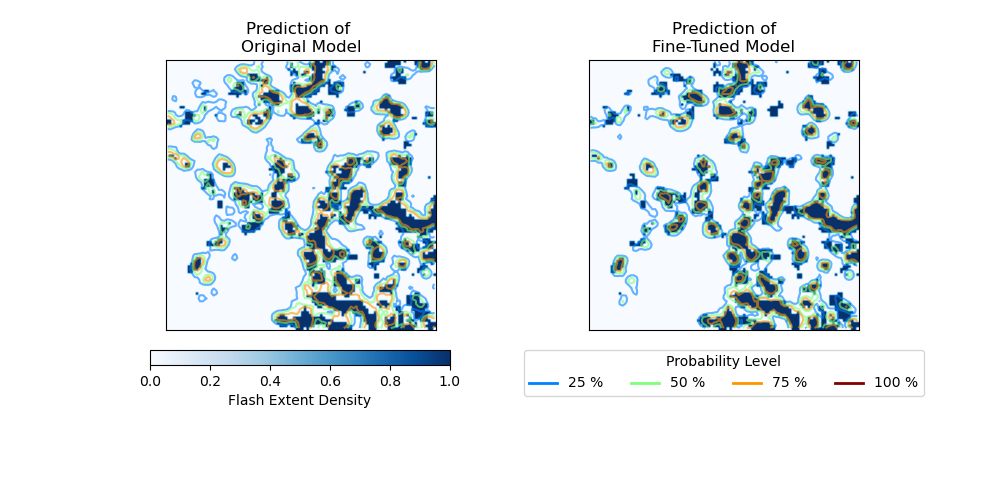 Prediction of
Original Model
Prediction of
Fine-Tuned Model
0.0 0.2 0.4 0.6 0.8 1.0
Flash Extent Density
Probability Level
25 % 50 % 75 % 100 %